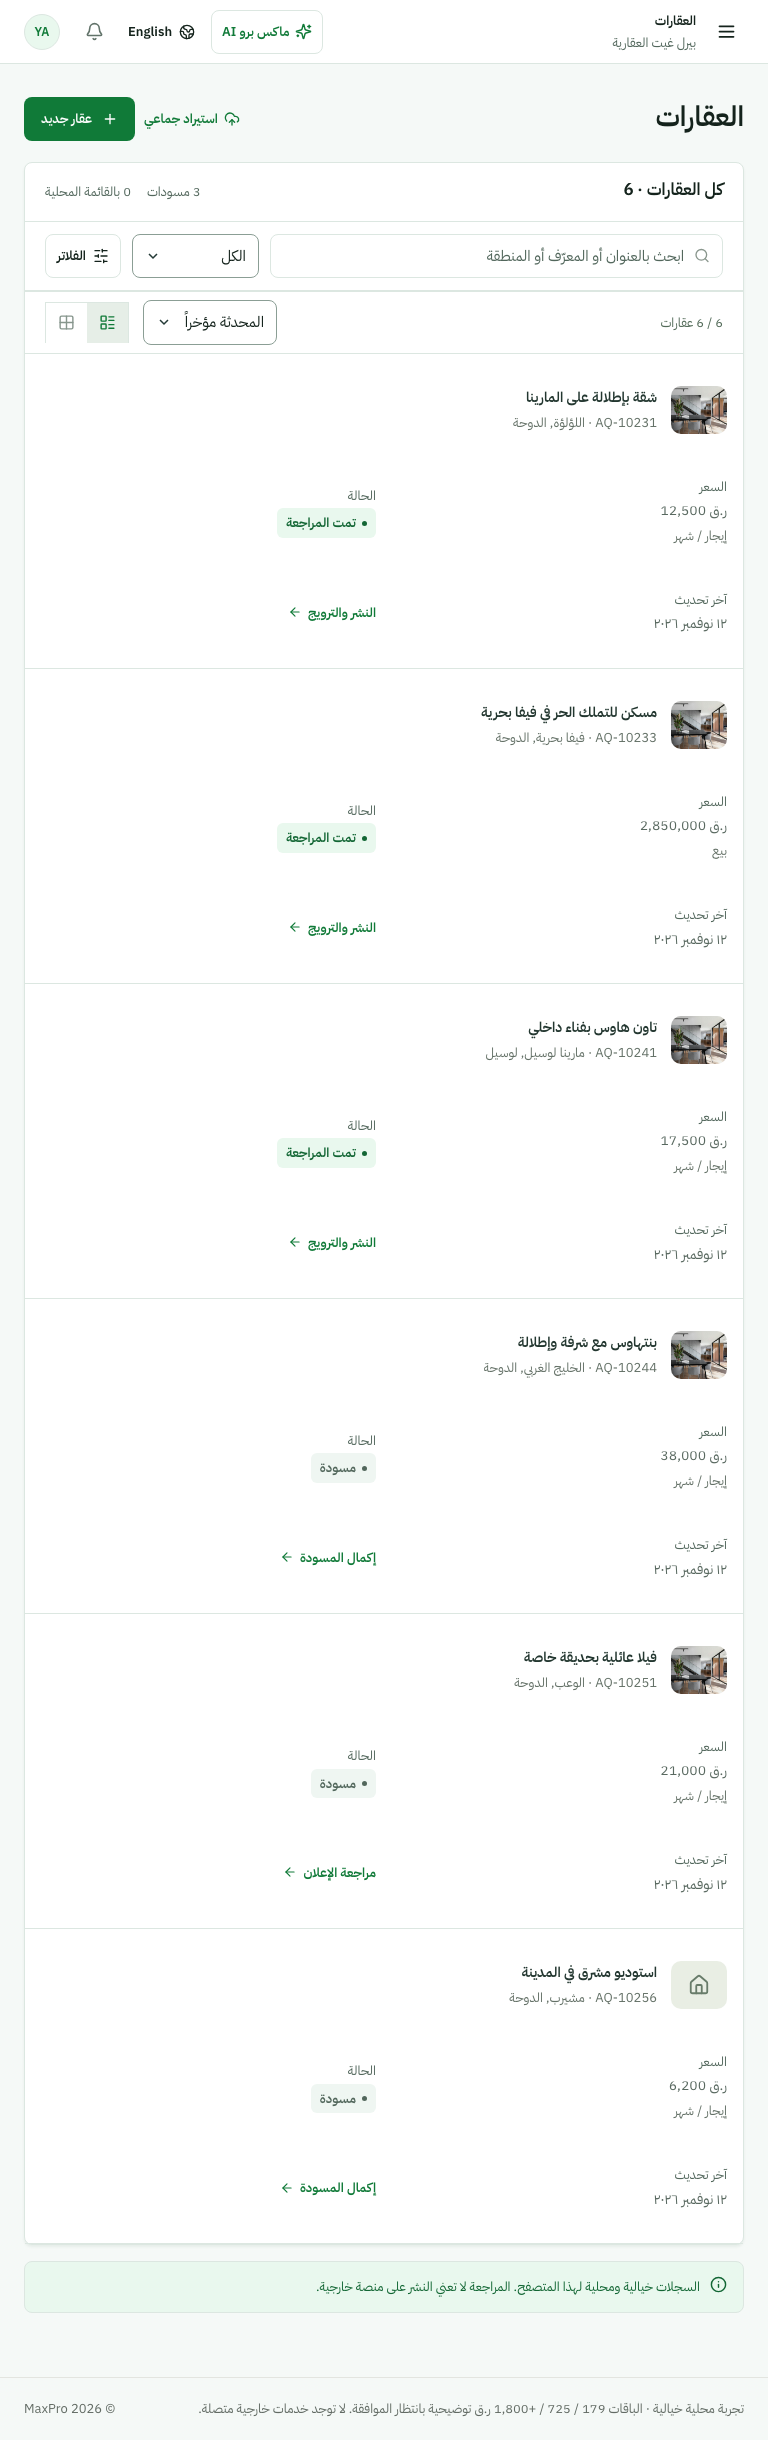 العقارات
بيرل غيت العقارية
ماكس برو AI
English
YA
العقارات
استيراد جماعي
عقار جديد
كل العقارات · 6
3 مسودات
0 بالقائمة المحلية
ابحث بالعنوان أو المعرّف أو المنطقة
الكل
الفلاتر
6 / 6 عقارات
المحدثة مؤخراً
شقة بإطلالة على المارينا
AQ-10231 · اللؤلؤة, الدوحة
السعر
ر.ق 12,500
إيجار / شهر
الحالة
تمت المراجعة
آخر تحديث
١٢ نوفمبر ٢٠٢٦
النشر والترويج
مسكن للتملك الحر في فيفا بحرية
AQ-10233 · فيفا بحرية, الدوحة
السعر
ر.ق 2,850,000
بيع
الحالة
تمت المراجعة
آخر تحديث
١٢ نوفمبر ٢٠٢٦
النشر والترويج
تاون هاوس بفناء داخلي
AQ-10241 · مارينا لوسيل, لوسيل
السعر
ر.ق 17,500
إيجار / شهر
الحالة
تمت المراجعة
آخر تحديث
١٢ نوفمبر ٢٠٢٦
النشر والترويج
بنتهاوس مع شرفة وإطلالة
AQ-10244 · الخليج الغربي, الدوحة
السعر
ر.ق 38,000
إيجار / شهر
الحالة
مسودة
آخر تحديث
١٢ نوفمبر ٢٠٢٦
إكمال المسودة
فيلا عائلية بحديقة خاصة
AQ-10251 · الوعب, الدوحة
السعر
ر.ق 21,000
إيجار / شهر
الحالة
مسودة
آخر تحديث
١٢ نوفمبر ٢٠٢٦
مراجعة الإعلان
استوديو مشرق في المدينة
AQ-10256 · مشيرب, الدوحة
السعر
ر.ق 6,200
إيجار / شهر
الحالة
مسودة
آخر تحديث
١٢ نوفمبر ٢٠٢٦
إكمال المسودة
السجلات خيالية ومحلية لهذا المتصفح. المراجعة لا تعني النشر على منصة خارجية.
تجربة محلية خيالية · الباقات 179 / 725 / 1,800+ ر.ق توضيحية بانتظار الموافقة. لا توجد خدمات خارجية متصلة.
© 2026 MaxPro